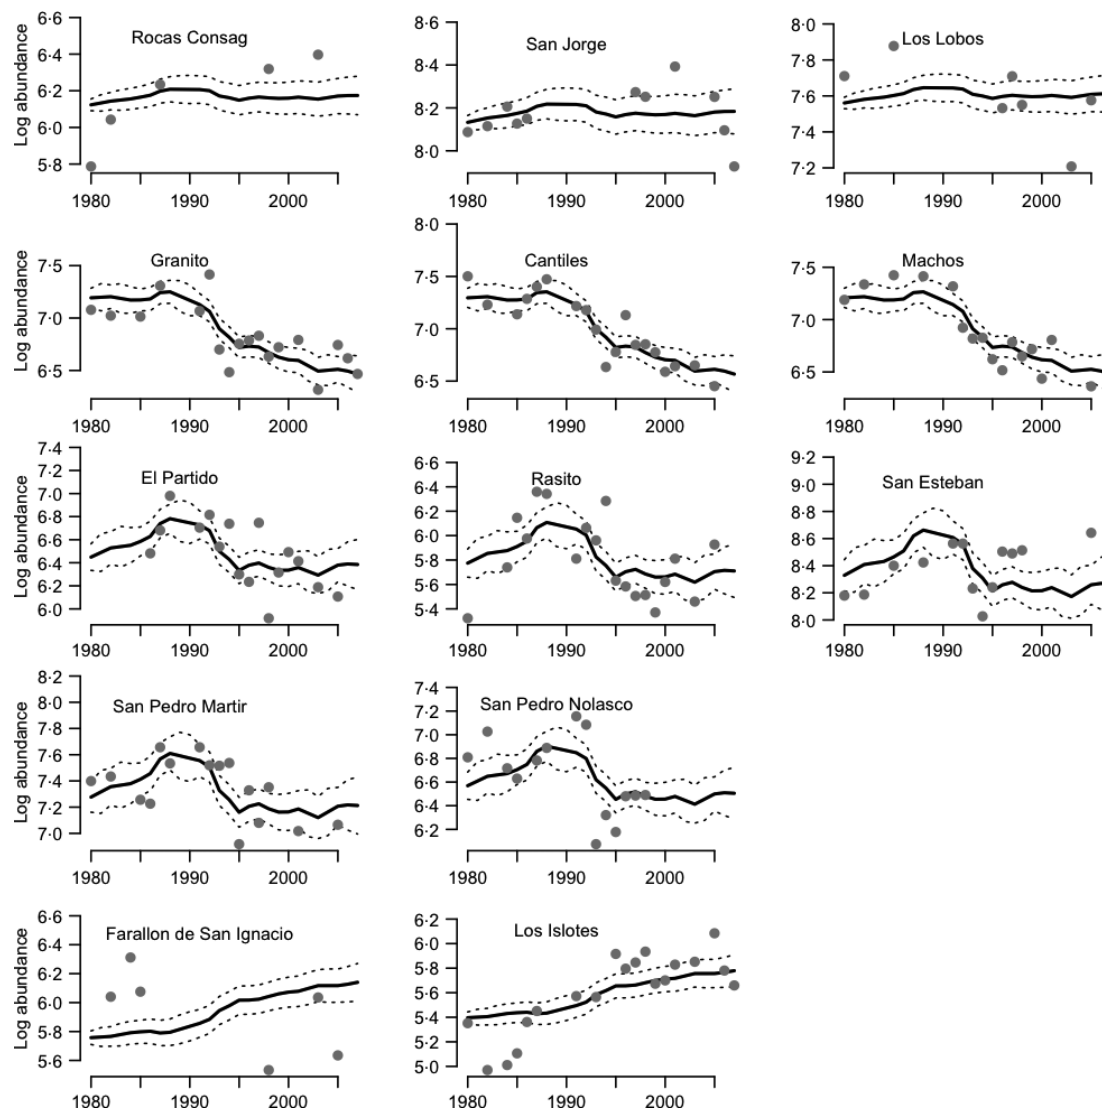 Rocas Consag
Log abundance
6·6
6·4
6·2
6·0
5·8
1980 1990 2000
San Jorge
8·6
8·4
8·2
8·0
1980 1990 2000
Los Lobos
8·0
7·8
7·6
7·4
7·2
1980 1990 2000
Granito
Log abundance
7·5
7·0
6·5
1980 1990 2000
Cantiles
8·0
7·5
7·0
6·5
1980 1990 2000
Machos
7·5
7·0
6·5
1980 1990 2000
El Partido
Log abundance
7·4
7·2
7·0
6·8
6·6
6·4
6·2
6·0
1980 1990 2000
Rasito
6·6
6·4
6·2
6·0
5·8
5·6
5·4
1980 1990 2000
San Esteban
9·2
9·0
8·8
8·6
8·4
8·2
8·0
1980 1990 2000
San Pedro Martir
Log abundance
8·2
8·0
7·8
7·6
7·4
7·2
7·0
1980 1990 2000
San Pedro Nolasco
7·4
7·2
7·0
6·8
6·6
6·4
6·2
1980 1990 2000
Farallon de San Ignacio
Log abundance
6·6
6·4
6·2
6·0
5·8
5·6
1980 1990 2000
Los Islotes
6·2
6·0
5·8
5·6
5·4
5·2
5·0
1980 1990 2000